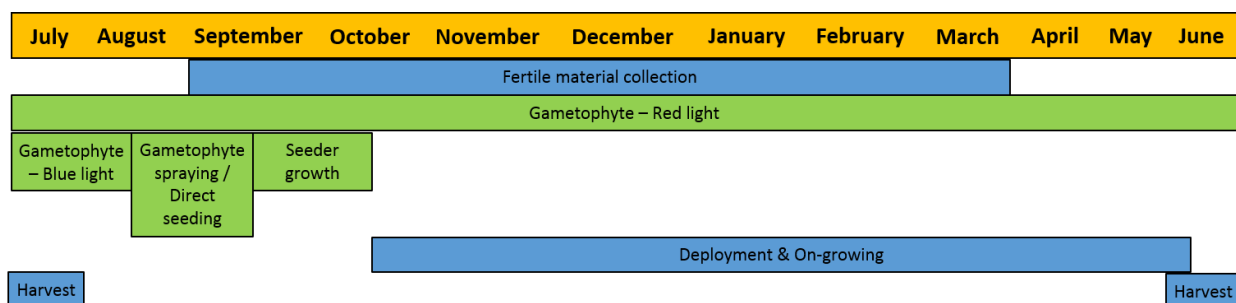 July August September October November December January February March April May June
Fertile material collection
Gametophyte – Red light
Gametophyte
– Blue light
Gametophyte
spraying /
Direct
seeding
Seeder
growth
Deployment & On-growing
Harvest
Harvest